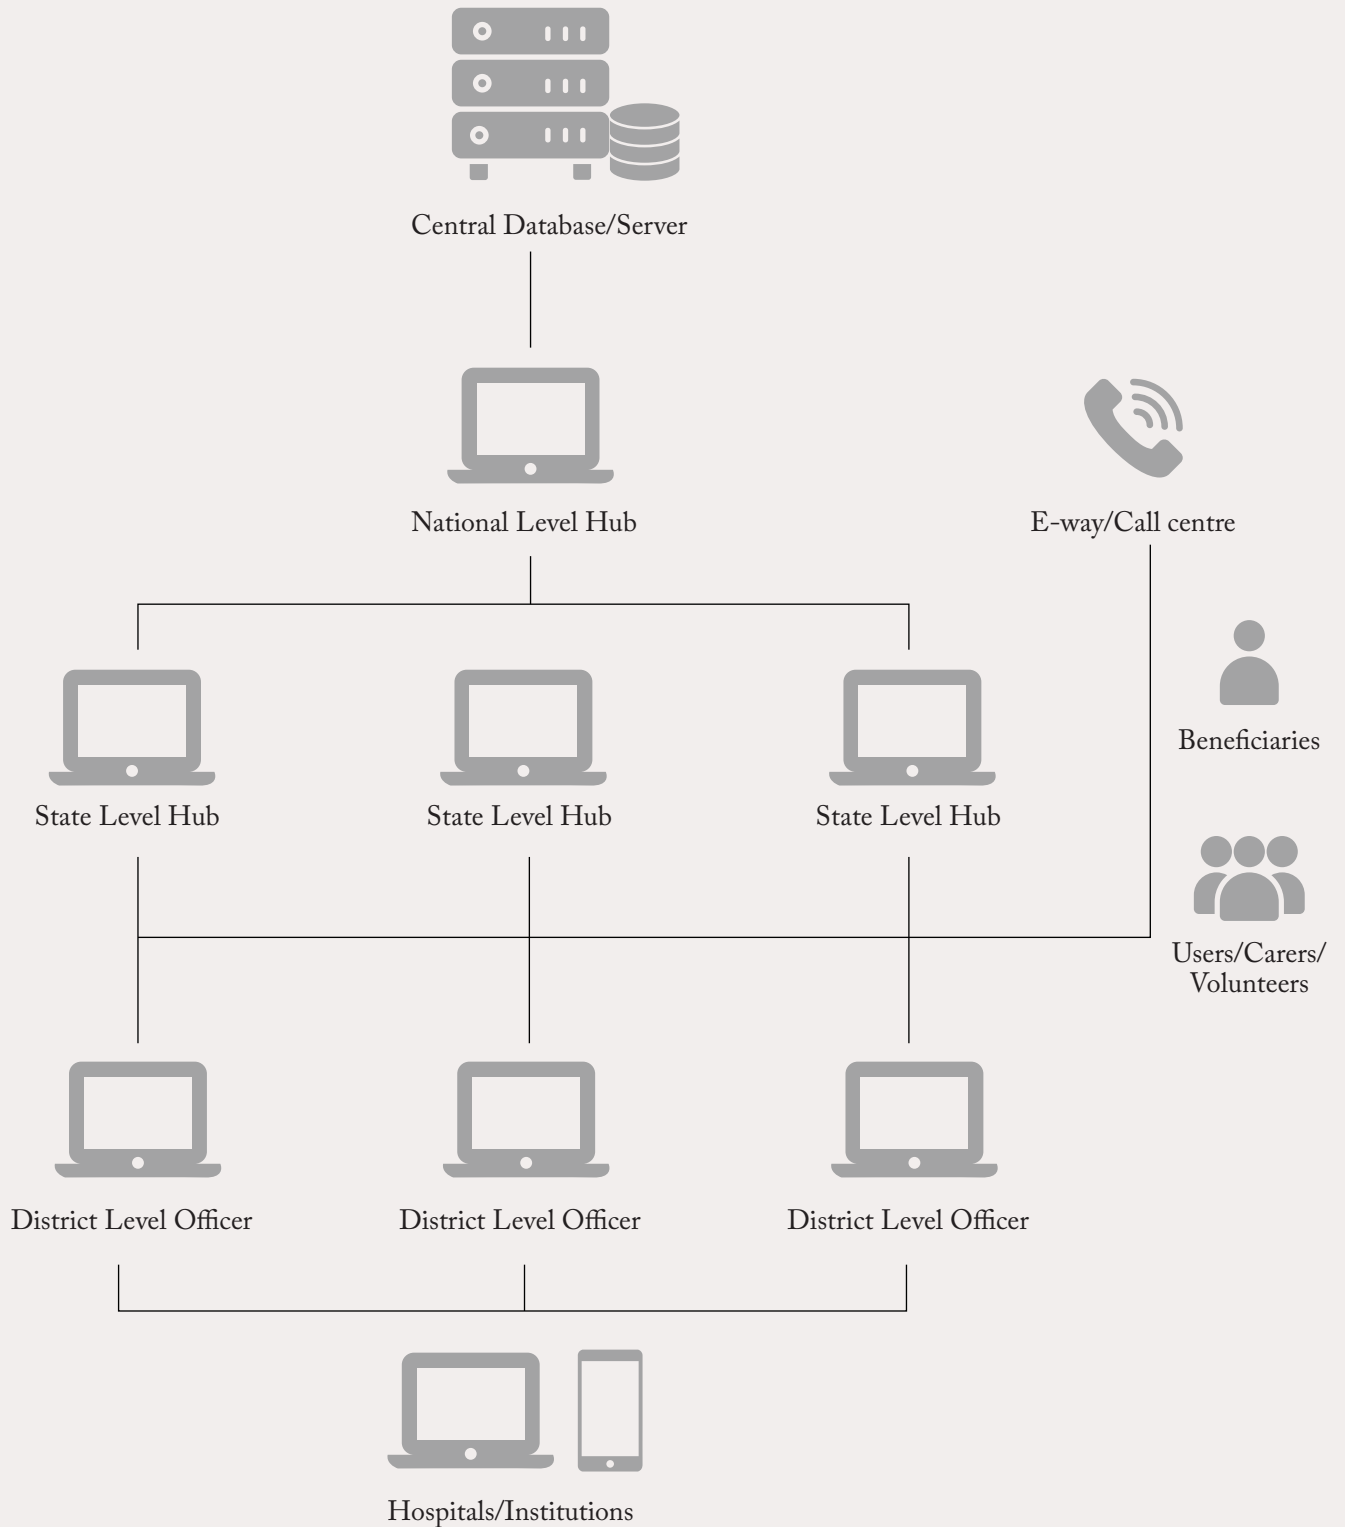 Central Database/Server
National Level Hub
E-way/Call centre
Beneficiaries
State Level Hub
State Level Hub
State Level Hub
Users/Carers/
Volunteers
District Level Officer
District Level Officer
District Level Officer
Hospitals/Institutions